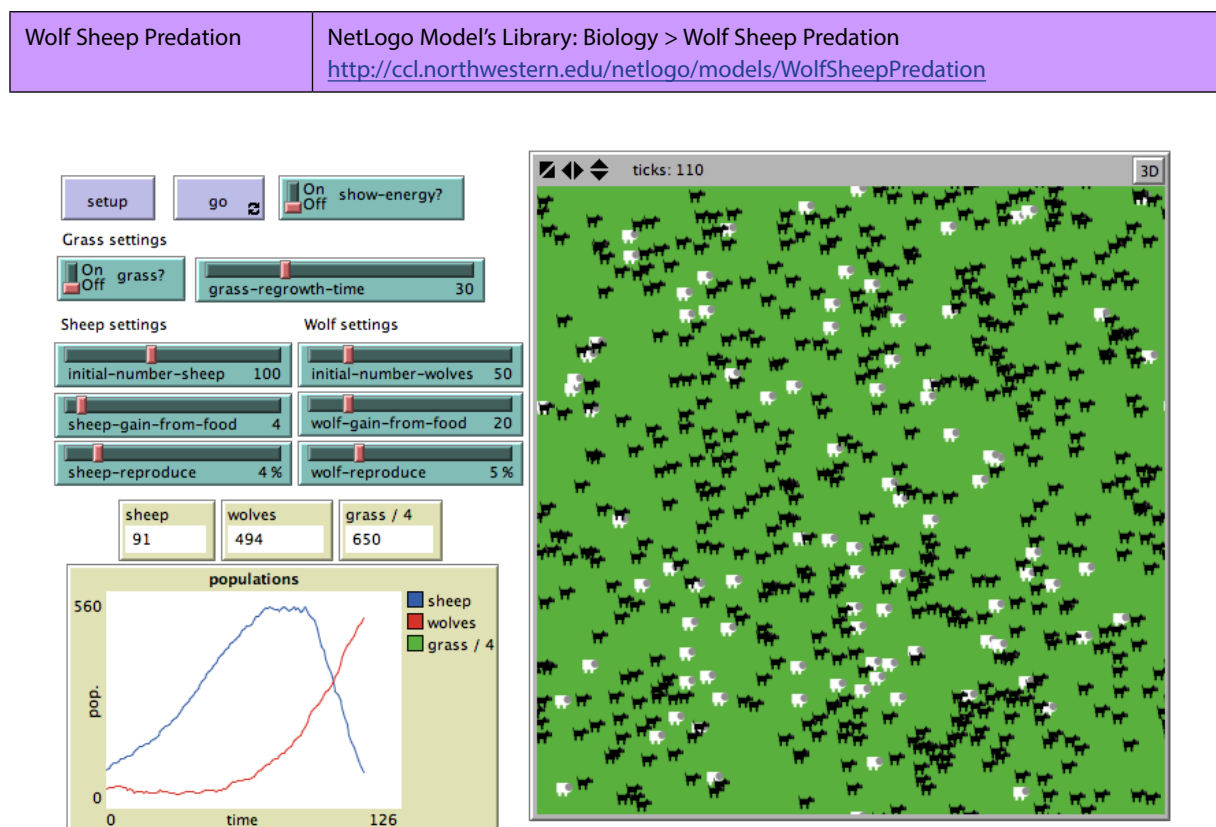 Wolf Sheep Predation
NetLogo Model's Library: Biology > Wolf Sheep Predation
http://ccl.northwestern.edu/netlogo/models/WolfSheepPredation
setup
go
On
Off
show-energy?
Grass settings
On
Off
grass?
grass-regrowth-time 30
Sheep settings
Wolf settings
initial-number-sheep 100
initial-number-wolves 50
sheep-gain-from-food 4
wolf-gain-from-food 20
sheep-reproduce 4 %
wolf-reproduce 5 %
sheep
91
wolves
494
grass / 4
650
populations
560
pop.
0
0
time
126
sheep
wolves
grass / 4
ticks: 110
3D